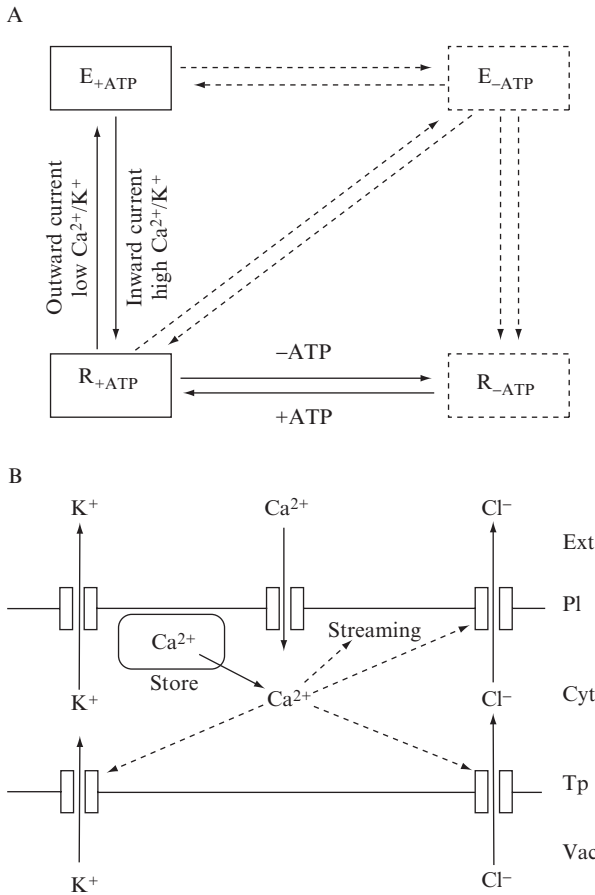 A
E+ATP E–ATP
Outward current
low Ca²⁺/K⁺
Inward current
high Ca²⁺/K⁺
–ATP
R+ATP R–ATP
+ATP
B
K⁺ Ca²⁺ Cl⁻
Ext
Pl
Ca²⁺ Streaming
Store
K⁺ Ca²⁺ Cl⁻ Cyt
Tp
Vac
K⁺ Cl⁻